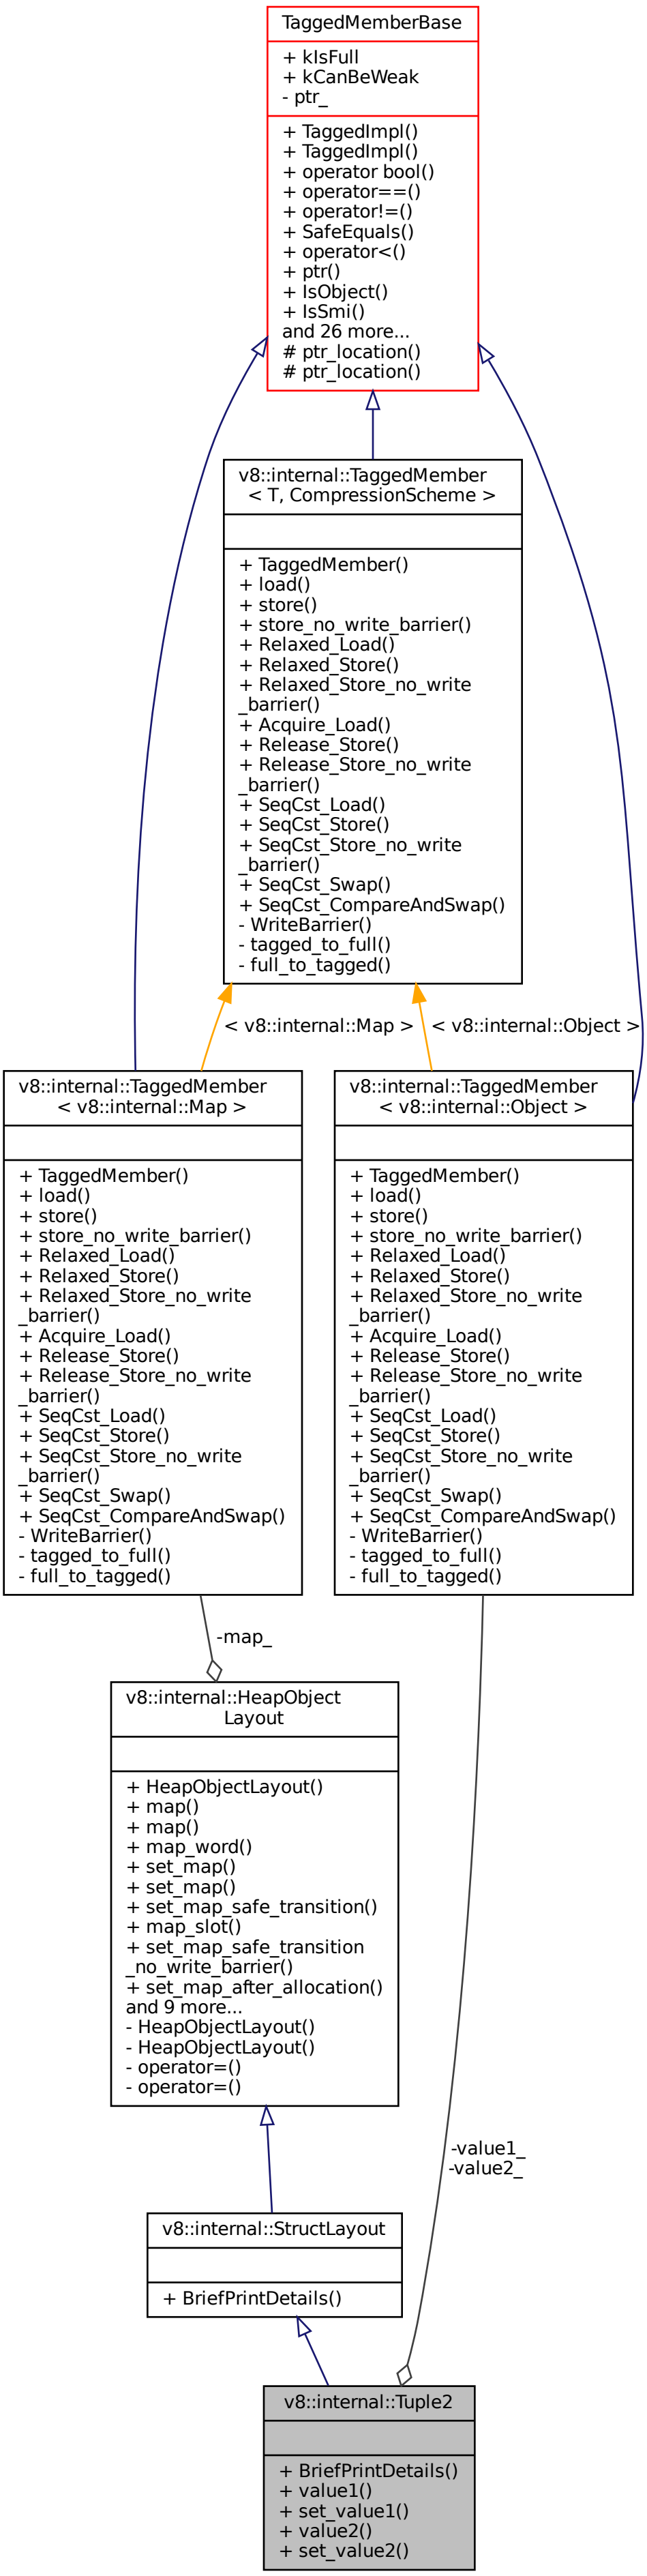 TaggedMemberBase
+ kIsFull
+ kCanBeWeak
- ptr_
+ TaggedImpl()
+ TaggedImpl()
+ operator bool()
+ operator==()
+ operator!=()
+ SafeEquals()
+ operator<()
+ ptr()
+ IsObject()
+ IsSmi()
and 26 more...
# ptr_location()
# ptr_location()
v8::internal::TaggedMember
< T, CompressionScheme >
+ TaggedMember()
+ load()
+ store()
+ store_no_write_barrier()
+ Relaxed_Load()
+ Relaxed_Store()
+ Relaxed_Store_no_write
_barrier()
+ Acquire_Load()
+ Release_Store()
+ Release_Store_no_write
_barrier()
+ SeqCst_Load()
+ SeqCst_Store()
+ SeqCst_Store_no_write
_barrier()
+ SeqCst_Swap()
+ SeqCst_CompareAndSwap()
- WriteBarrier()
- tagged_to_full()
- full_to_tagged()
< v8::internal::Map >
< v8::internal::Object >
v8::internal::TaggedMember
< v8::internal::Map >
+ TaggedMember()
+ load()
+ store()
+ store_no_write_barrier()
+ Relaxed_Load()
+ Relaxed_Store()
+ Relaxed_Store_no_write
_barrier()
+ Acquire_Load()
+ Release_Store()
+ Release_Store_no_write
_barrier()
+ SeqCst_Load()
+ SeqCst_Store()
+ SeqCst_Store_no_write
_barrier()
+ SeqCst_Swap()
+ SeqCst_CompareAndSwap()
- WriteBarrier()
- tagged_to_full()
- full_to_tagged()
v8::internal::TaggedMember
< v8::internal::Object >
+ TaggedMember()
+ load()
+ store()
+ store_no_write_barrier()
+ Relaxed_Load()
+ Relaxed_Store()
+ Relaxed_Store_no_write
_barrier()
+ Acquire_Load()
+ Release_Store()
+ Release_Store_no_write
_barrier()
+ SeqCst_Load()
+ SeqCst_Store()
+ SeqCst_Store_no_write
_barrier()
+ SeqCst_Swap()
+ SeqCst_CompareAndSwap()
- WriteBarrier()
- tagged_to_full()
- full_to_tagged()
-map_
v8::internal::HeapObject
Layout
+ HeapObjectLayout()
+ map()
+ map()
+ map_word()
+ set_map()
+ set_map()
+ set_map_safe_transition()
+ map_slot()
+ set_map_safe_transition
_no_write_barrier()
+ set_map_after_allocation()
and 9 more...
- HeapObjectLayout()
- HeapObjectLayout()
- operator=()
- operator=()
-value1_
-value2_
v8::internal::StructLayout
+ BriefPrintDetails()
v8::internal::Tuple2
+ BriefPrintDetails()
+ value1()
+ set_value1()
+ value2()
+ set_value2()